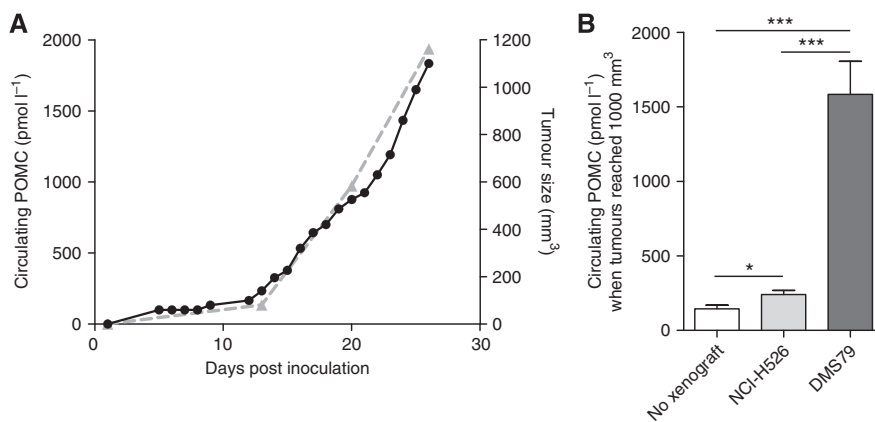 A
Circulating POMC (pmol l⁻¹)
2000
1500
1000
500
0
1200
1000
800
600
400
200
0
Tumour size (mm³)
0
10
20
30
Days post inoculation
B
Circulating POMC (pmol l⁻¹)
when tumours reached 1000 mm³
2000
1500
1000
500
0
***
***
*
No xenograft
NCI-H526
DMS79